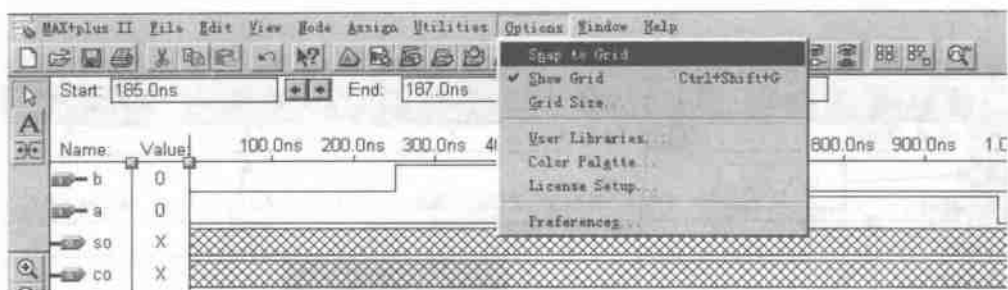 MAX+plus II File Edit View Node Assign Utilities Options Window Help
Snap to Grid
✓ Show Grid Ctrl+Shift+G
Grid Size...
User Libraries...
Color Palette...
License Setup...
Preferences...
Start: 185.0ns End: 187.0ns
Name: Value: 100.0ns 200.0ns 300.0ns 800.0ns 900.0ns
b 0
a 0
so X
co X